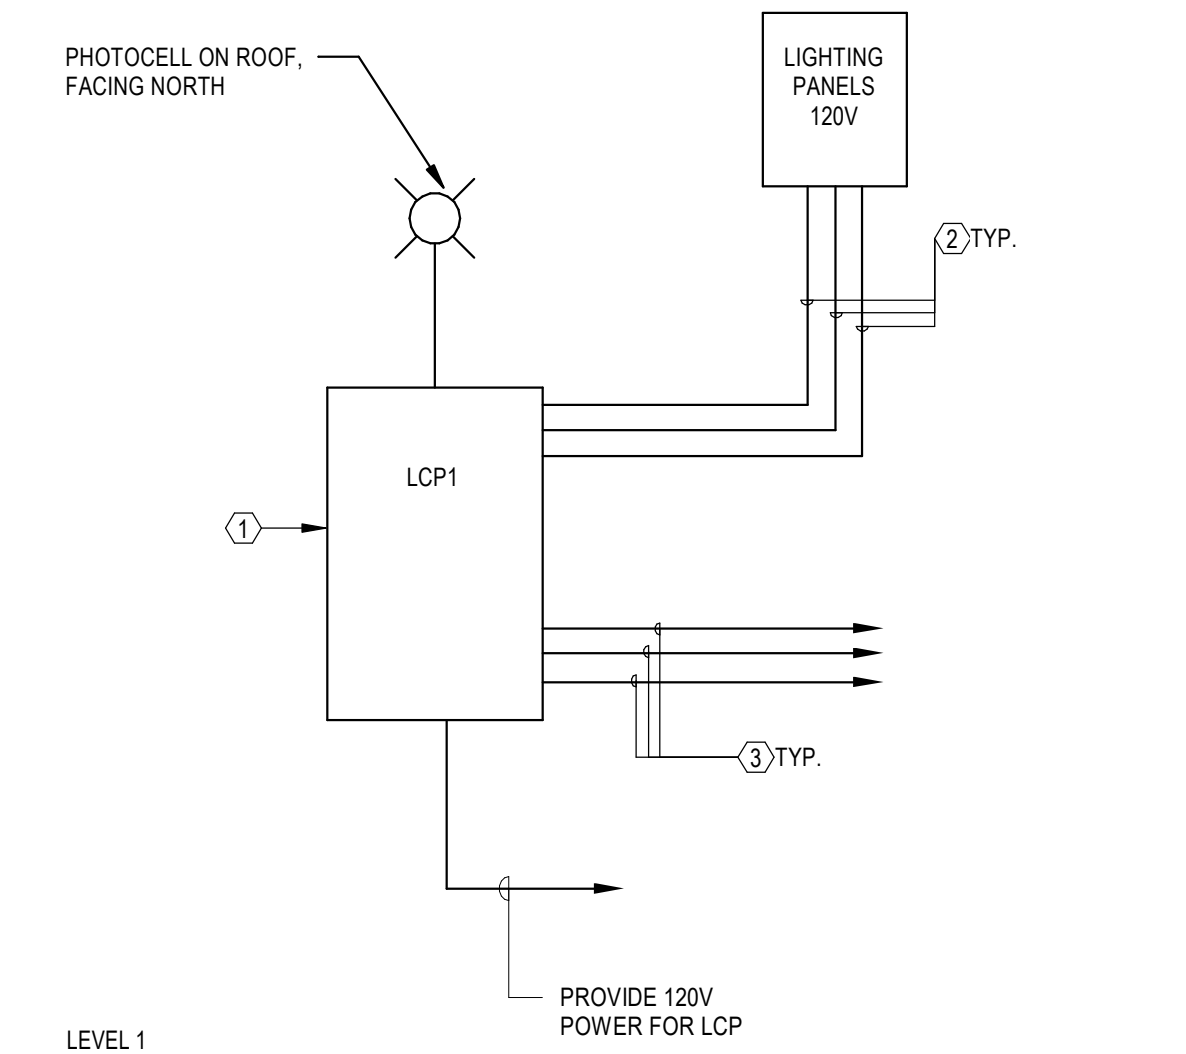 PHOTOCELL ON ROOF,
FACING NORTH
LIGHTING
PANELS
120V
2 TYP.
LCP1
1
3 TYP.
PROVIDE 120V
POWER FOR LCP
LEVEL 1